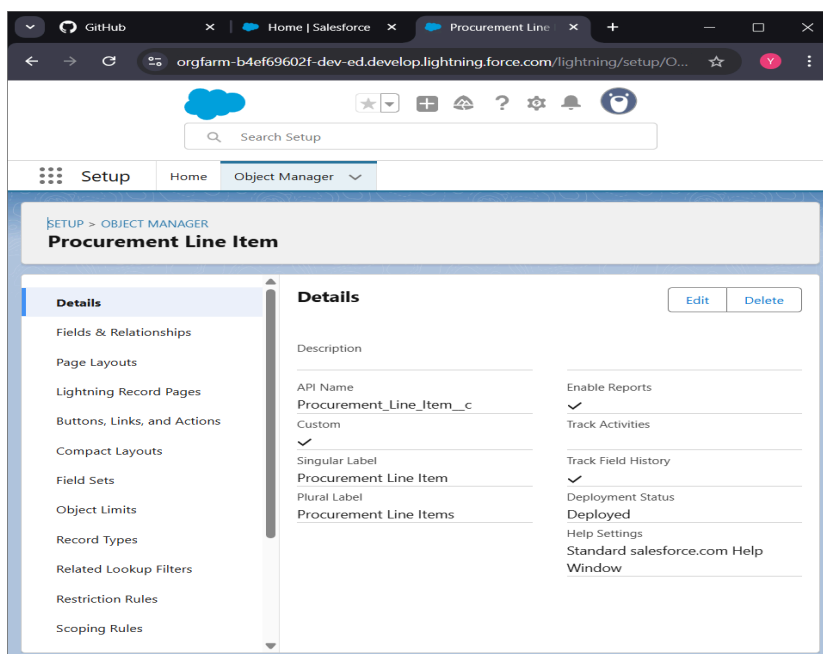 GitHub
Home | Salesforce
Procurement Line
orgfarm-b4ef69602f-dev-ed.develop.lightning.force.com/lightning/setup/O...
Y
Search Setup
Setup
Home
Object Manager
SETUP > OBJECT MANAGER
Procurement Line Item
Details
Fields & Relationships
Page Layouts
Lightning Record Pages
Buttons, Links, and Actions
Compact Layouts
Field Sets
Object Limits
Record Types
Related Lookup Filters
Restriction Rules
Scoping Rules
Details
Edit
Delete
Description
API Name
Procurement_Line_Item__c
Custom
Singular Label
Procurement Line Item
Plural Label
Procurement Line Items
Enable Reports
Track Activities
Track Field History
Deployment Status
Deployed
Help Settings
Standard salesforce.com Help
Window